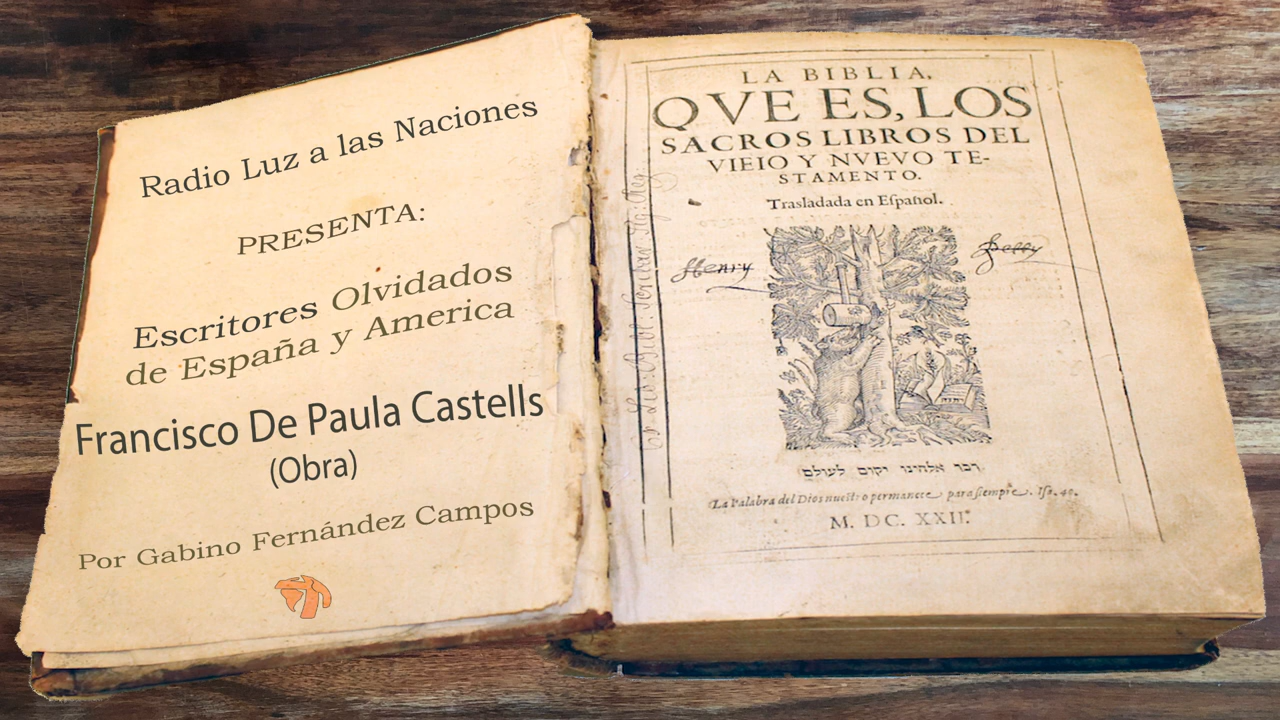 Radio Luz a las Naciones
PRESENTA:
Escritores Olvidados
de España y America
Francisco De Paula Castells
(Obra)
Por Gabino Fernández Campos
LA BIBLIA.
QVE ES, LOS
SACROS LIBROS DEL
VIEIO Y NVEVO TE-
STAMENTO.
Trasladada en Eſpañol.
Henry
דבר אלהינו יקום לעולם
La Palabra del Dios nueſtro permanece para ſiempre. Iſa. 40.
M. DC. XXII.